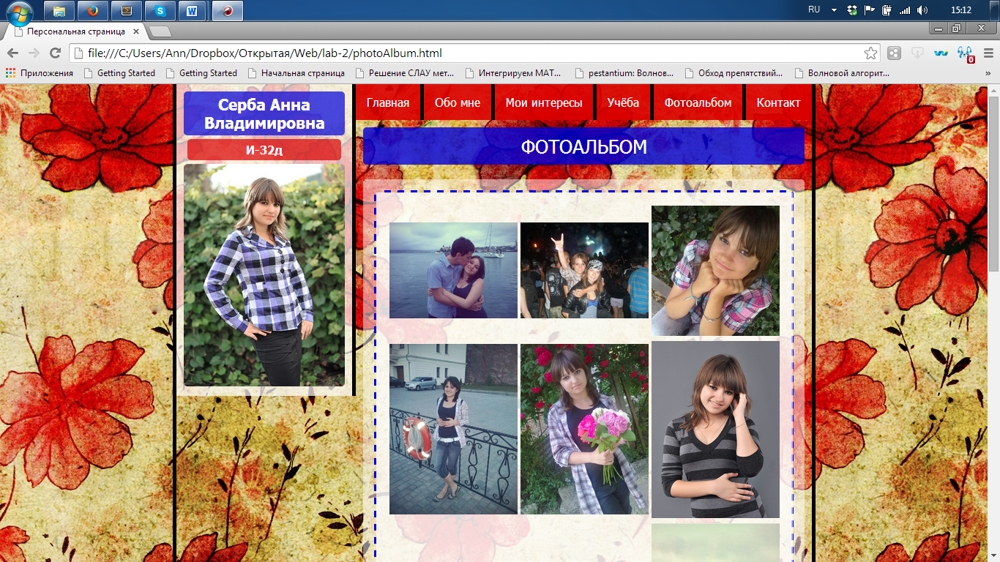 RU
15:12
Персональная страница
file:///C:/Users/Ann/Dropbox/Открытая/Web/lab-2/photoAlbum.html
0
Приложения Getting Started Getting Started Начальная страница Решение СЛАУ мет... Интегрируем МАТ... pestantium: Волнов... Обход препятствий... Волновой алгорит... »
Серба Анна
Владимировна
И-32д
Главная Обо мне Мои интересы Учёба Фотоальбом Контакт
ФОТОАЛЬБОМ